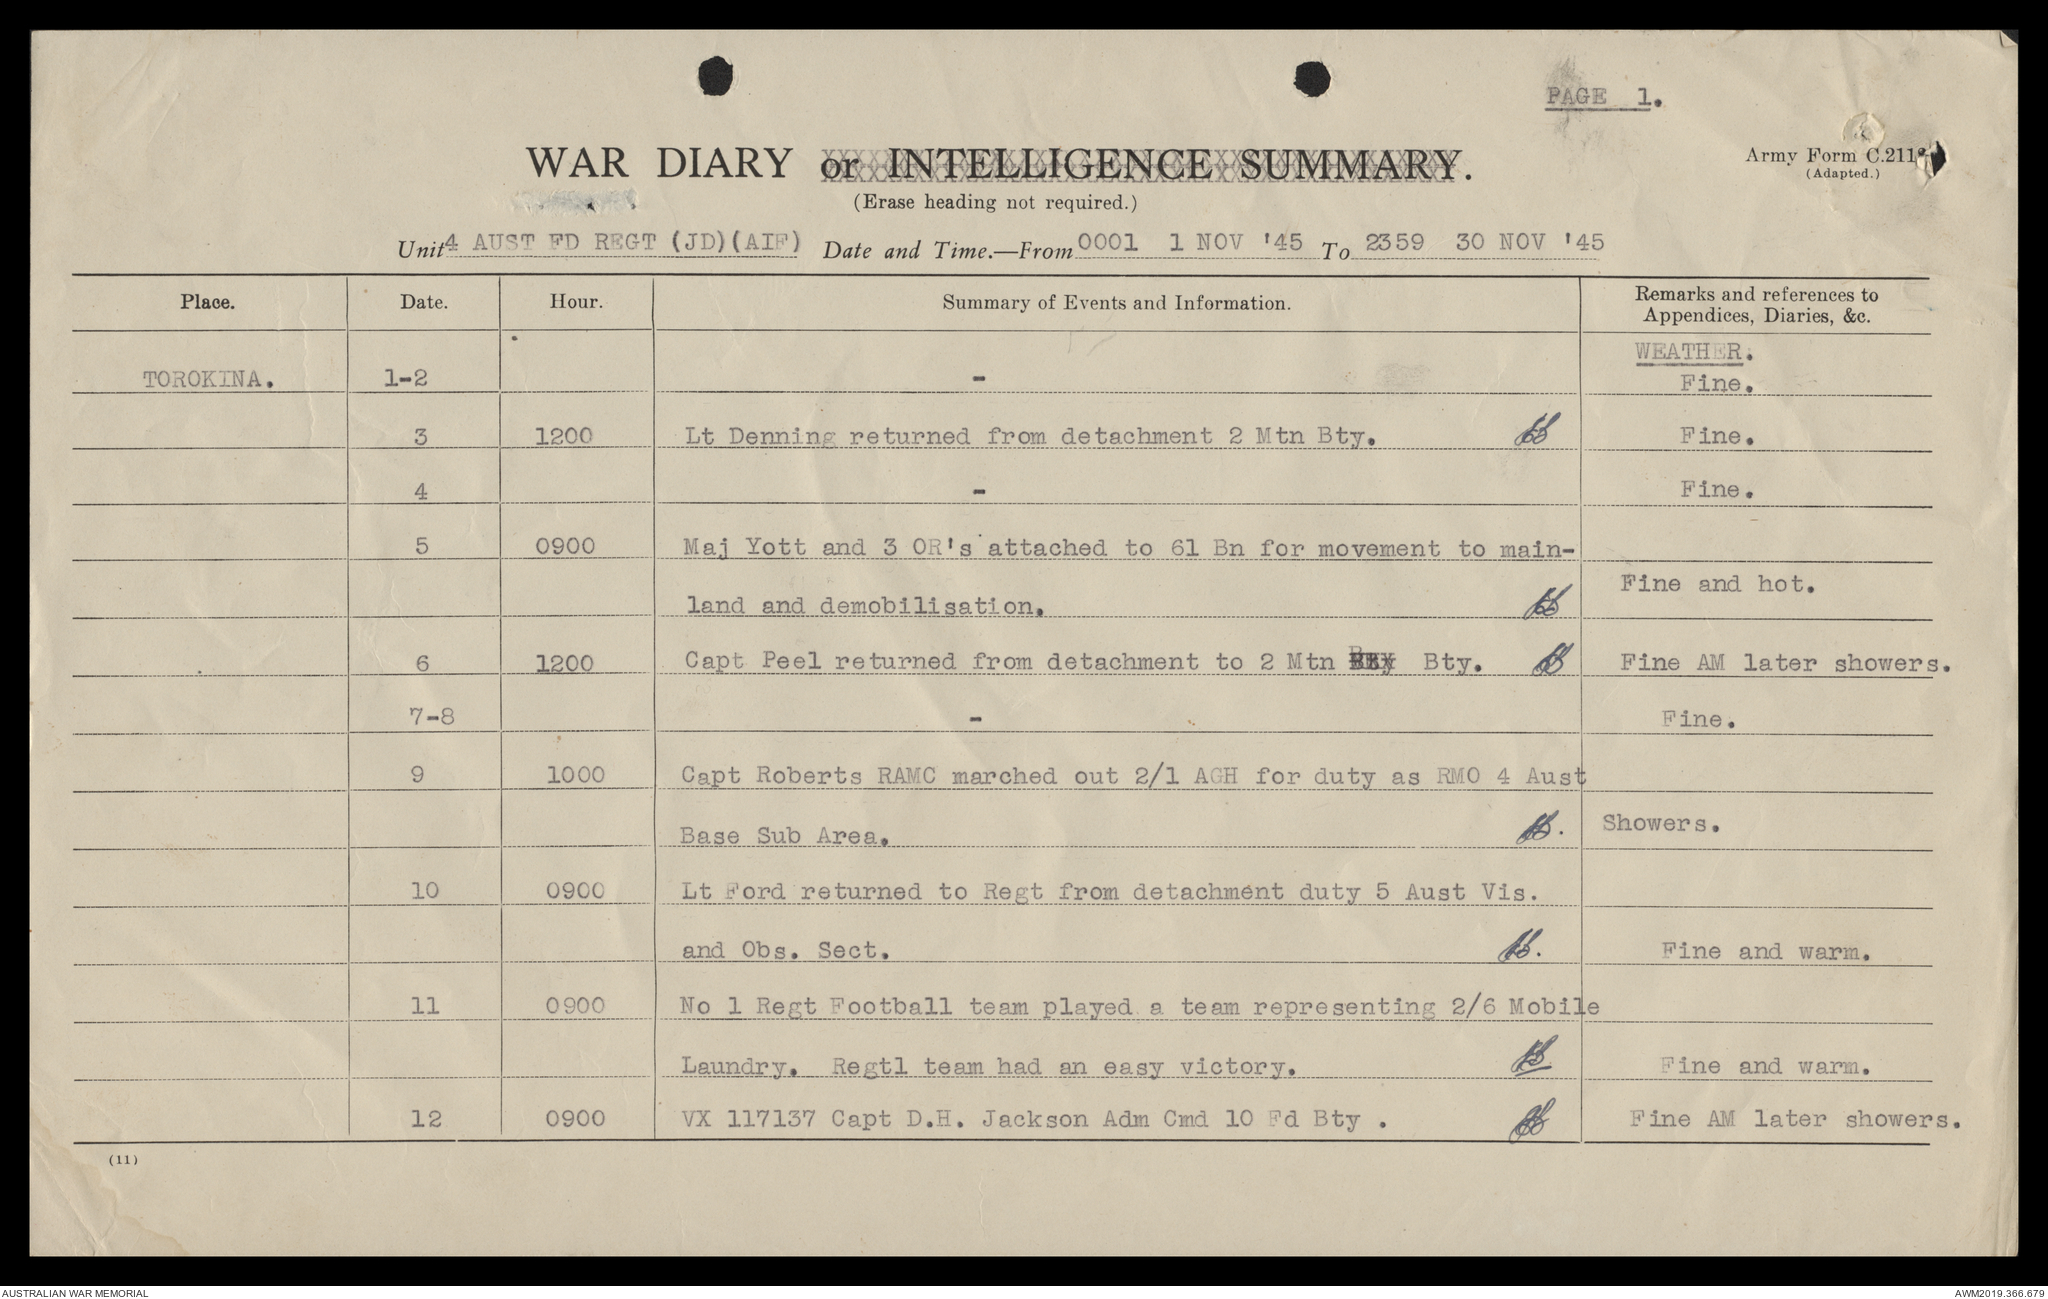 PAGE 1.
WAR DIARY or INTELLIGENCE SUMMARY.
Army Form C.211
(Adapted.)
(Erase heading not required.)
Unit 4 AUST FD REGT (JD)(AIF) Date and Time.—From 0001 1 NOV '45 To 2359 30 NOV '45
Place. Date. Hour. Summary of Events and Information. Remarks and references to Appendices, Diaries, &c.
WEATHER.
TOROKINA. 1-2 - Fine.
3 1200 Lt Denning returned from detachment 2 Mtn Bty. Fine.
4 - Fine.
5 0900 Maj Yott and 3 OR's attached to 61 Bn for movement to main-
land and demobilisation. Fine and hot.
6 1200 Capt Peel returned from detachment to 2 Mtn Bty. Fine AM later showers.
7-8 - Fine.
9 1000 Capt Roberts RAMC marched out 2/1 AGH for duty as RMO 4 Aust
Base Sub Area. Showers.
10 0900 Lt Ford returned to Regt from detachment duty 5 Aust Vis.
and Obs. Sect. Fine and warm.
11 0900 No 1 Regt Football team played a team representing 2/6 Mobile
Laundry. Regtl team had an easy victory. Fine and warm.
12 0900 VX 117137 Capt D.H. Jackson Adm Cmd 10 Fd Bty . Fine AM later showers.
(11)
AUSTRALIAN WAR MEMORIAL
AWM2019.366.679